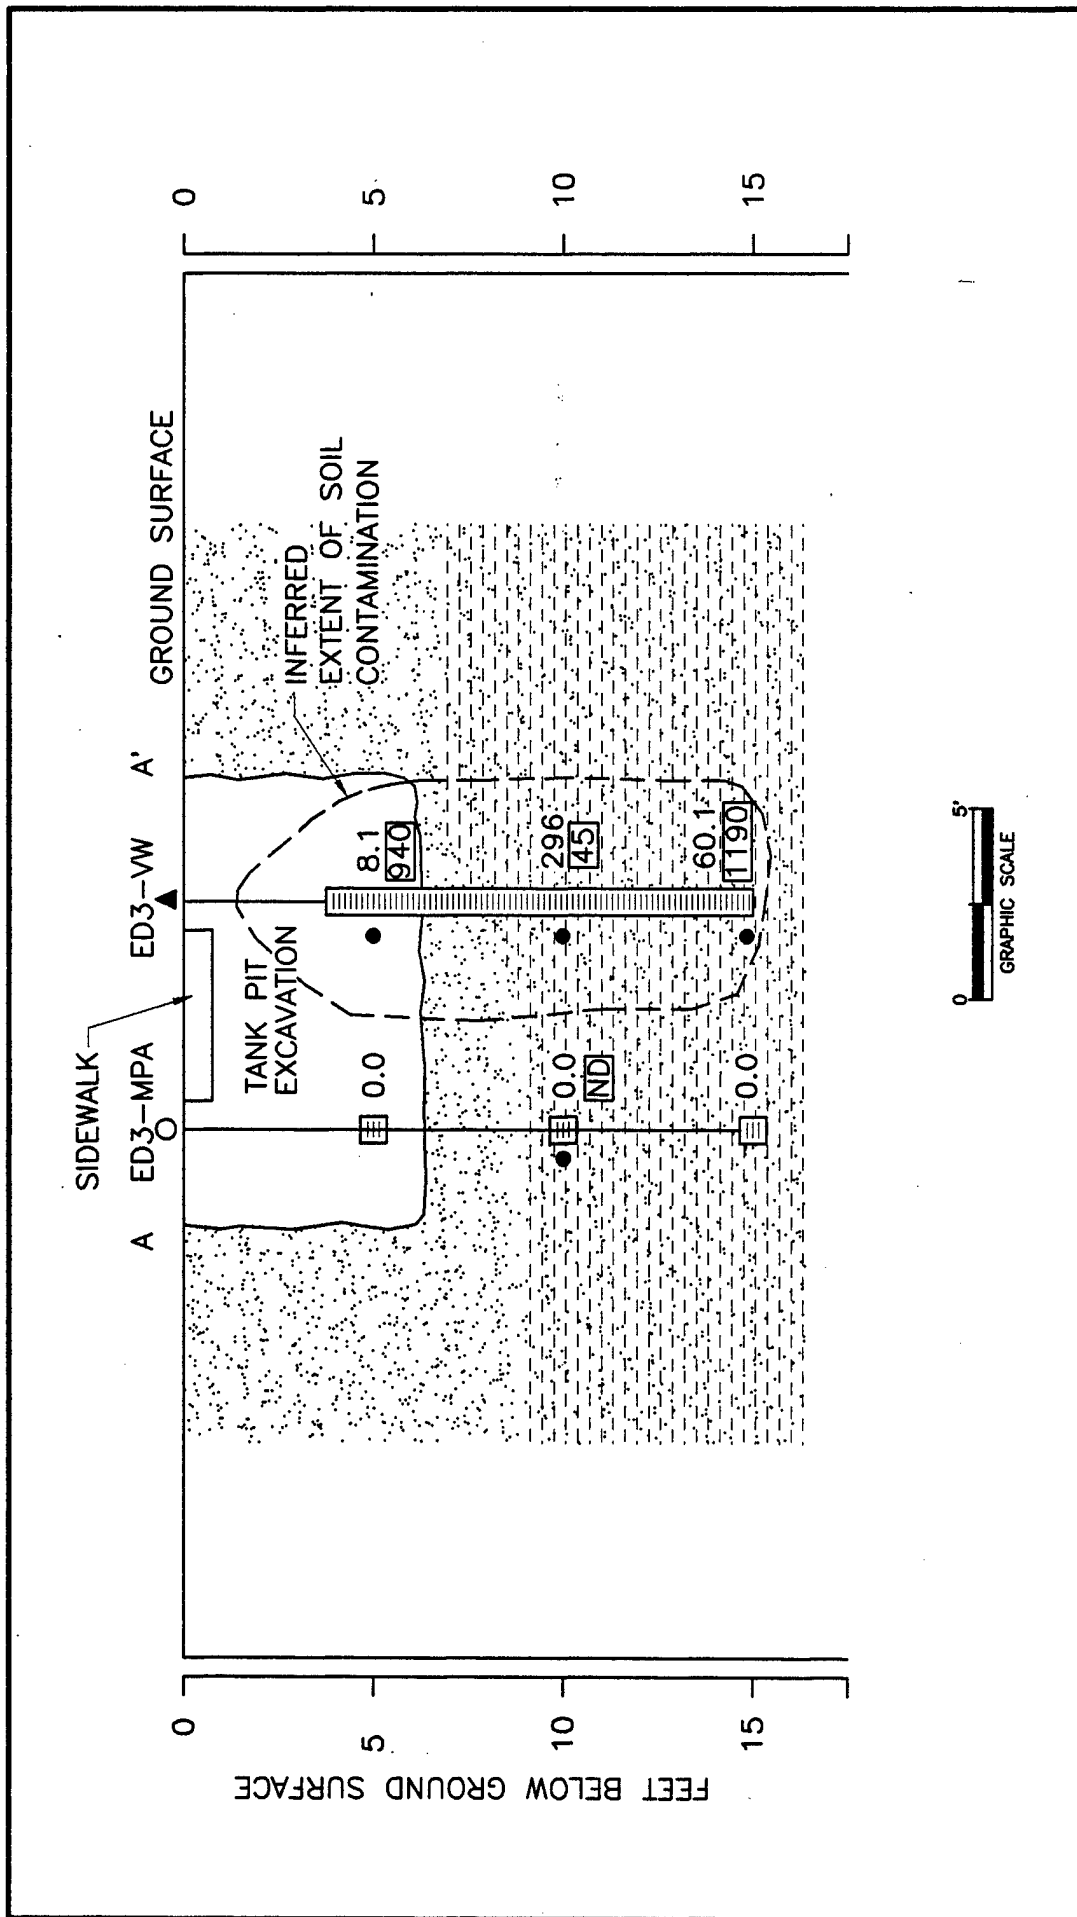 SIDEWALK
A
ED3-MPA
ED3-VW
A'
GROUND SURFACE
TANK PIT
EXCAVATION
INFERRED
EXTENT OF SOIL
CONTAMINATION
FEET BELOW GROUND SURFACE
0
5
10
15
0.0
0.0
ND
0.0
8.1
940
296
45
60.1
1190
0
5
10
15
0
5'
GRAPHIC SCALE